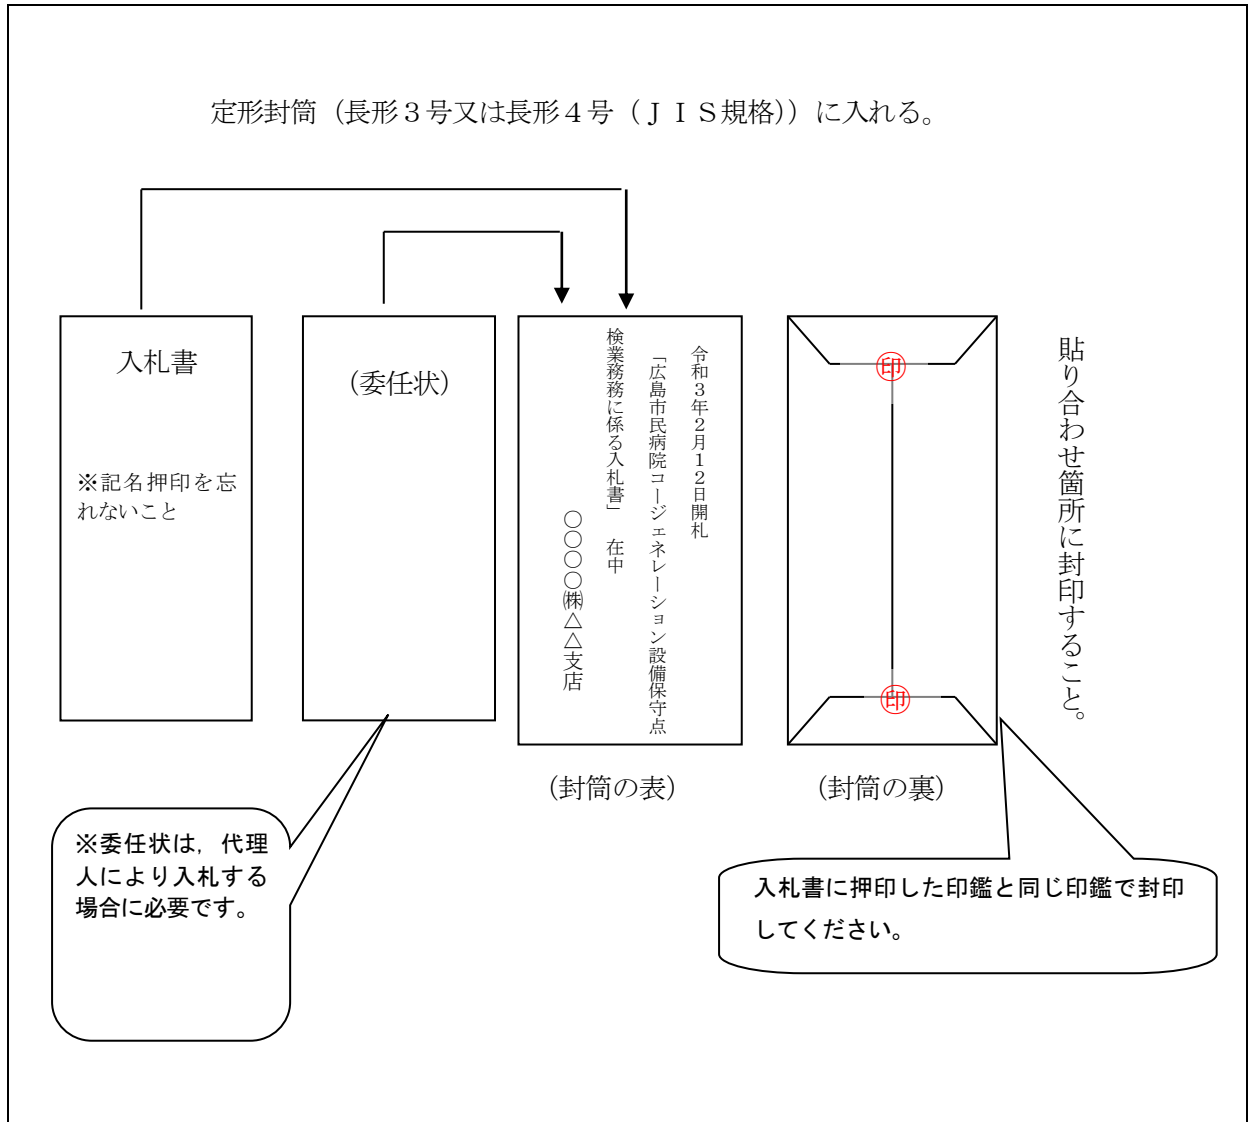 定形封筒（長形３号又は長形４号（ＪＩＳ規格））に入れる。
入札書
※記名押印を忘
れないこと
（委任状）
令和３年２月１２日開札
「広島市民病院コージェネレーション設備保守点
検業務務に係る入札書」　在中
〇〇〇〇㈱△△支店
印
印
貼り合わせ箇所に封印すること。
（封筒の表）
（封筒の裏）
※委任状は，代理
人により入札する
場合に必要です。
入札書に押印した印鑑と同じ印鑑で封印
してください。